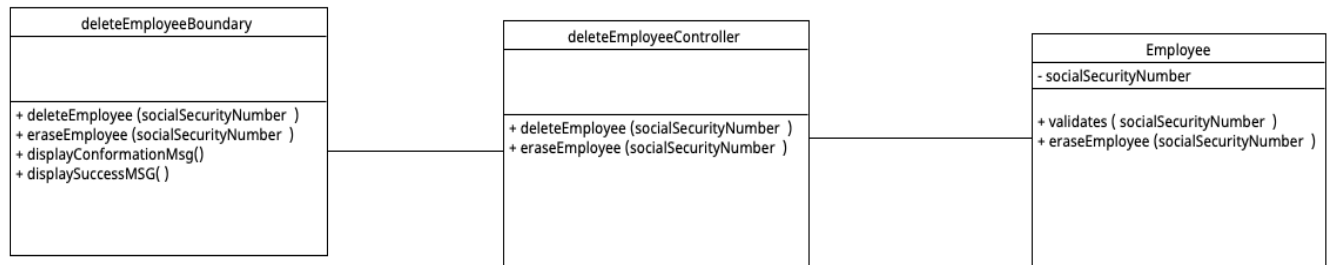 deleteEmployeeBoundary
+ deleteEmployee (socialSecurityNumber )
+ eraseEmployee (socialSecurityNumber )
+ displayConformationMsg()
+ displaySuccessMSG( )
deleteEmployeeController
+ deleteEmployee (socialSecurityNumber )
+ eraseEmployee (socialSecurityNumber )
Employee
- socialSecurityNumber
+ validates ( socialSecurityNumber )
+ eraseEmployee (socialSecurityNumber )